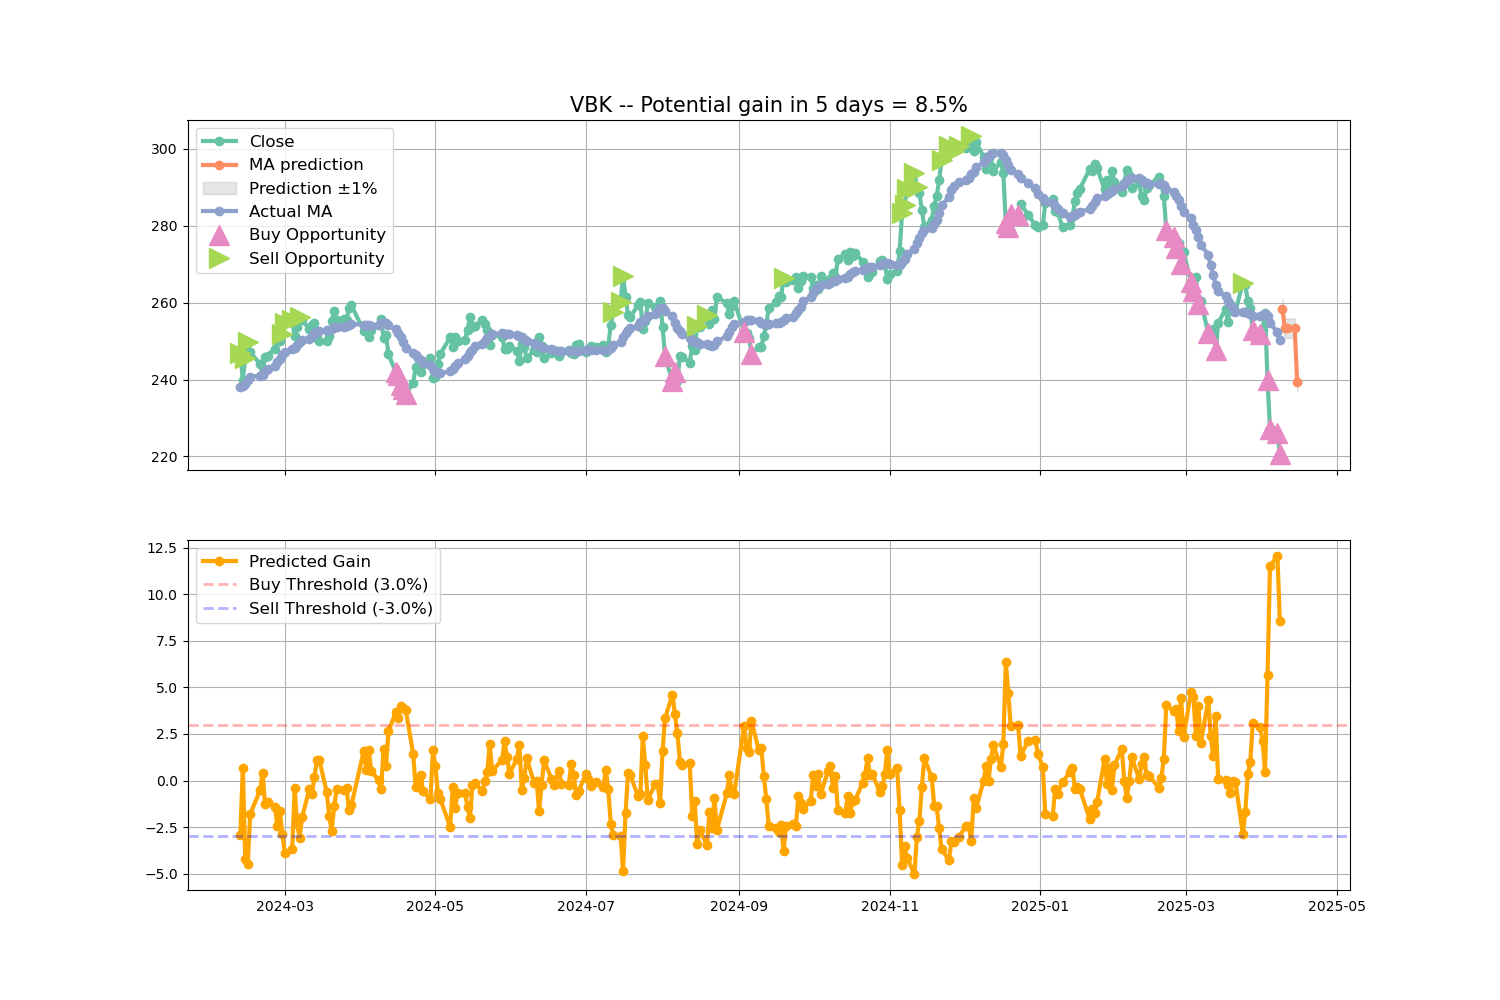 VBK -- Potential gain in 5 days = 8.5%
Close
MA prediction
Prediction ±1%
Actual MA
Buy Opportunity
Sell Opportunity
300
280
260
240
220
Predicted Gain
Buy Threshold (3.0%)
Sell Threshold (-3.0%)
12.5
10.0
7.5
5.0
2.5
0.0
−2.5
−5.0
2024-03 2024-05 2024-07 2024-09 2024-11 2025-01 2025-03 2025-05